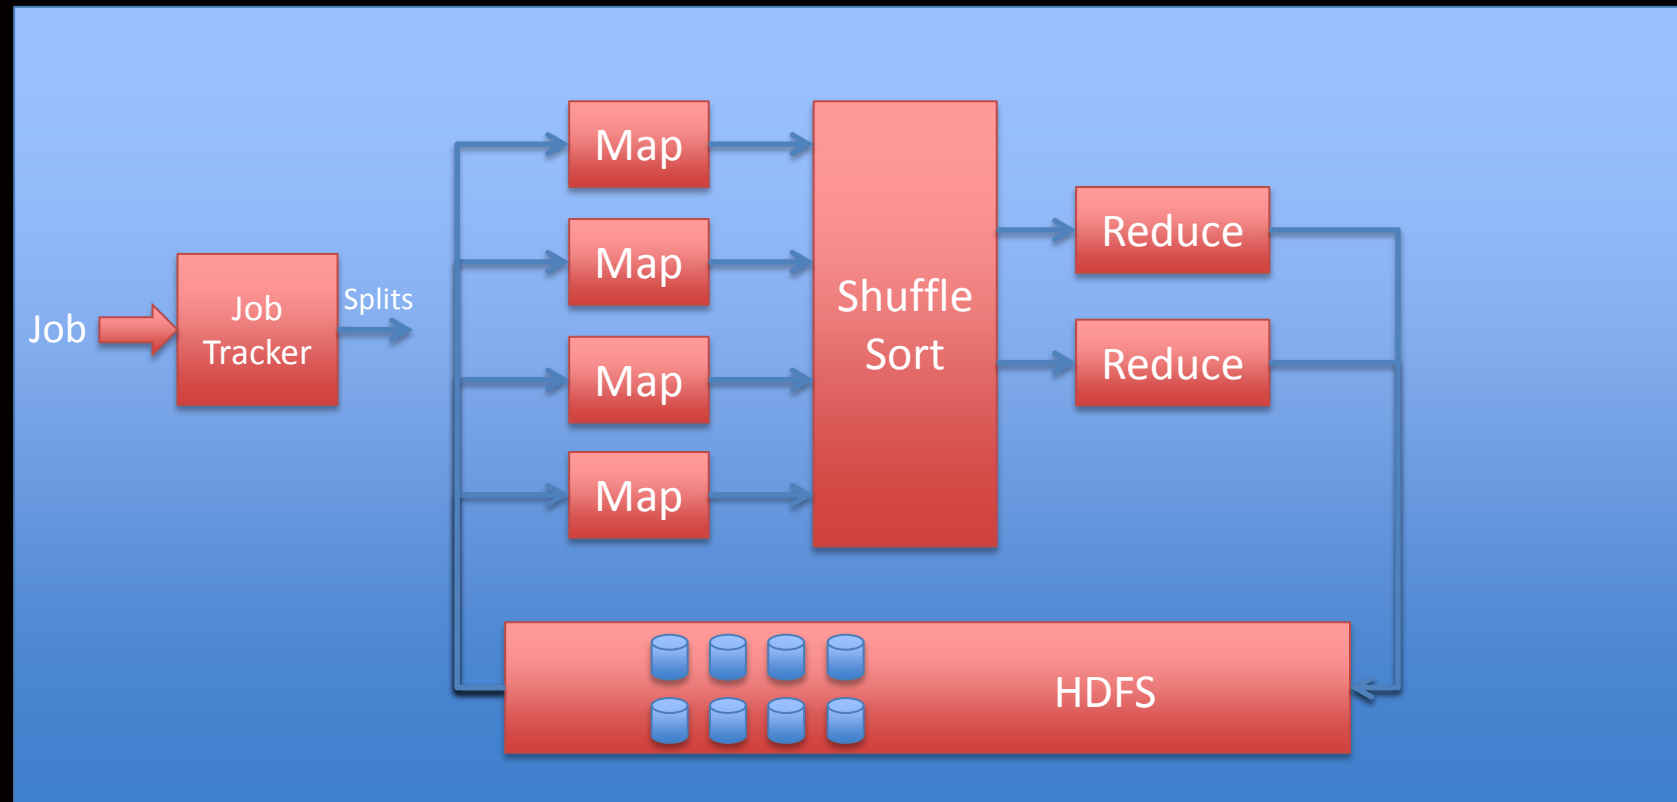 Job
Job
Tracker
Splits
Map
Map
Map
Map
Shuffle
Sort
Reduce
Reduce
HDFS